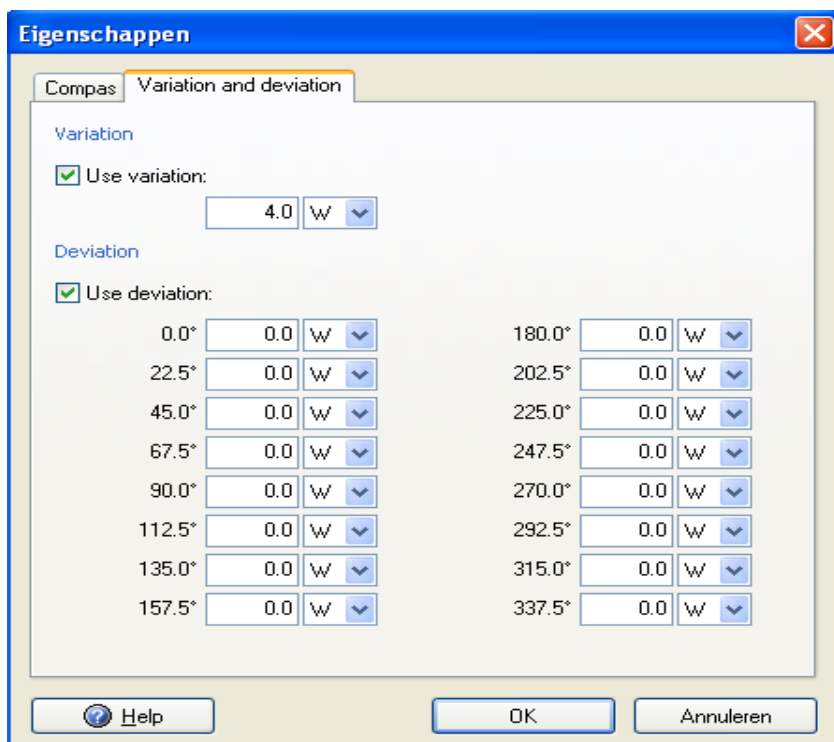 Eigenschappen
Compas Variation and deviation
Variation
Use variation:
4.0 W
Deviation
Use deviation:
0.0° 0.0 W 180.0° 0.0 W
22.5° 0.0 W 202.5° 0.0 W
45.0° 0.0 W 225.0° 0.0 W
67.5° 0.0 W 247.5° 0.0 W
90.0° 0.0 W 270.0° 0.0 W
112.5° 0.0 W 292.5° 0.0 W
135.0° 0.0 W 315.0° 0.0 W
157.5° 0.0 W 337.5° 0.0 W
Help OK Annuleren